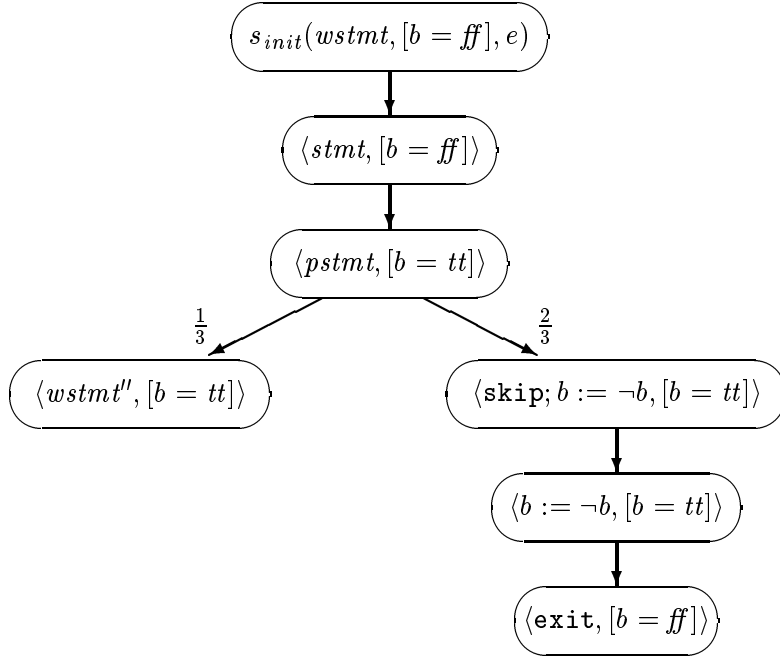 s_init(wstmt, [b = ff], e)
⟨stmt, [b = ff]⟩
⟨pstmt, [b = tt]⟩
1/3 2/3
⟨wstmt″, [b = tt]⟩ ⟨skip; b := ¬b, [b = tt]⟩
⟨b := ¬b, [b = tt]⟩
⟨exit, [b = ff]⟩